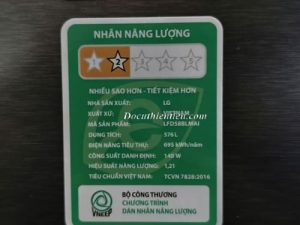 NHÃN NĂNG LƯỢNG
1 2 3 4 5
Docuthienmen.com
NHIỀU SAO HƠN - TIẾT KIỆM HƠN
NHÀ SẢN XUẤT: LG
XUẤT XỨ: VIETNAM
MÃ SẢN PHẨM: LFD58BLMAI
DUNG TÍCH: 576 L
ĐIỆN NĂNG TIÊU THỤ: 695 kWh/năm
CÔNG SUẤT DANH ĐỊNH: 140 W
HIỆU SUẤT NĂNG LƯỢNG: 1,21
TIÊU CHUẨN VIỆT NAM: TCVN 7828:2016
BỘ CÔNG THƯƠNG
CHƯƠNG TRÌNH
DÁN NHÃN NĂNG LƯỢNG
VNEEP